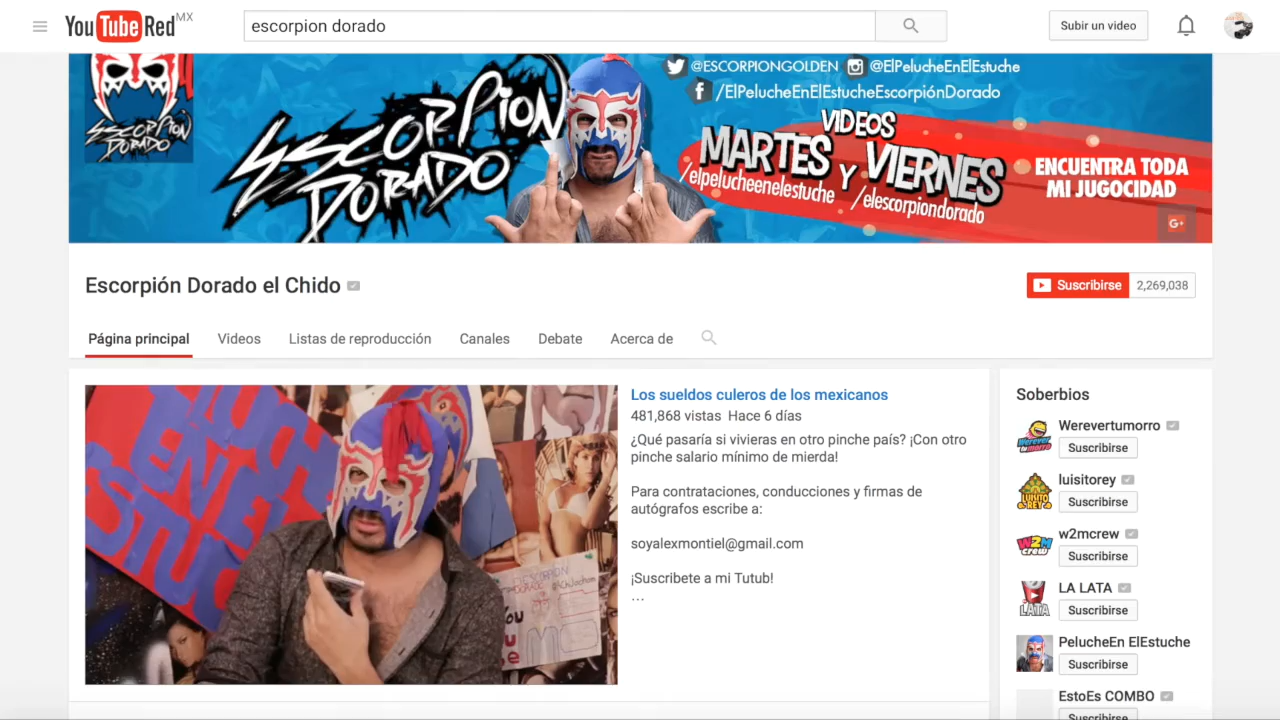 YouTube Red MX
escorpion dorado
Subir un video
@ESCORPIONGOLDEN @ElPelucheEnElEstuche
/ElPelucheEnElEstucheEscorpiónDorado
ESCORPION
DORADO
ESCORPION
DORADO
VIDEOS
MARTES Y VIERNES
/elpelucheenelestuche /elescorpiondorado
ENCUENTRA TODA
MI JUGOCIDAD
G+
Escorpión Dorado el Chido
Suscribirse 2,269,038
Página principal Videos Listas de reproducción Canales Debate Acerca de
Los sueldos culeros de los mexicanos
481,868 vistas Hace 6 días
¿Qué pasaría si vivieras en otro pinche país? ¡Con otro
pinche salario mínimo de mierda!
Para contrataciones, conducciones y firmas de
autógrafos escribe a:
soyalexmontiel@gmail.com
¡Suscribete a mi Tutub!
...
Soberbios
Werevertumorro
Suscribirse
luisitorey
Suscribirse
w2mcrew
Suscribirse
LA LATA
Suscribirse
PelucheEn ElEstuche
Suscribirse
EstoEs COMBO
Suscribirse